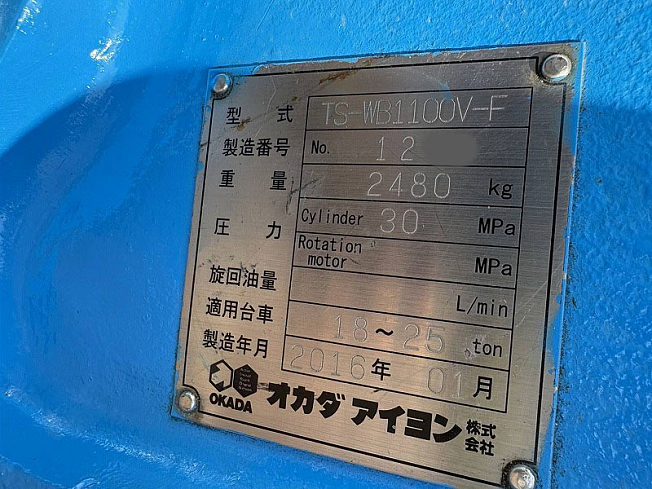 型 式 TS-WB1100V-F
製造番号 No. 12
重 量 2480 kg
圧 力 Cylinder 30 MPa
Rotation motor MPa
旋回油量 L/min
適用台車 18～25 ton
製造年月 2016年 01月
OKADA オカダ アイヨン 株式会社